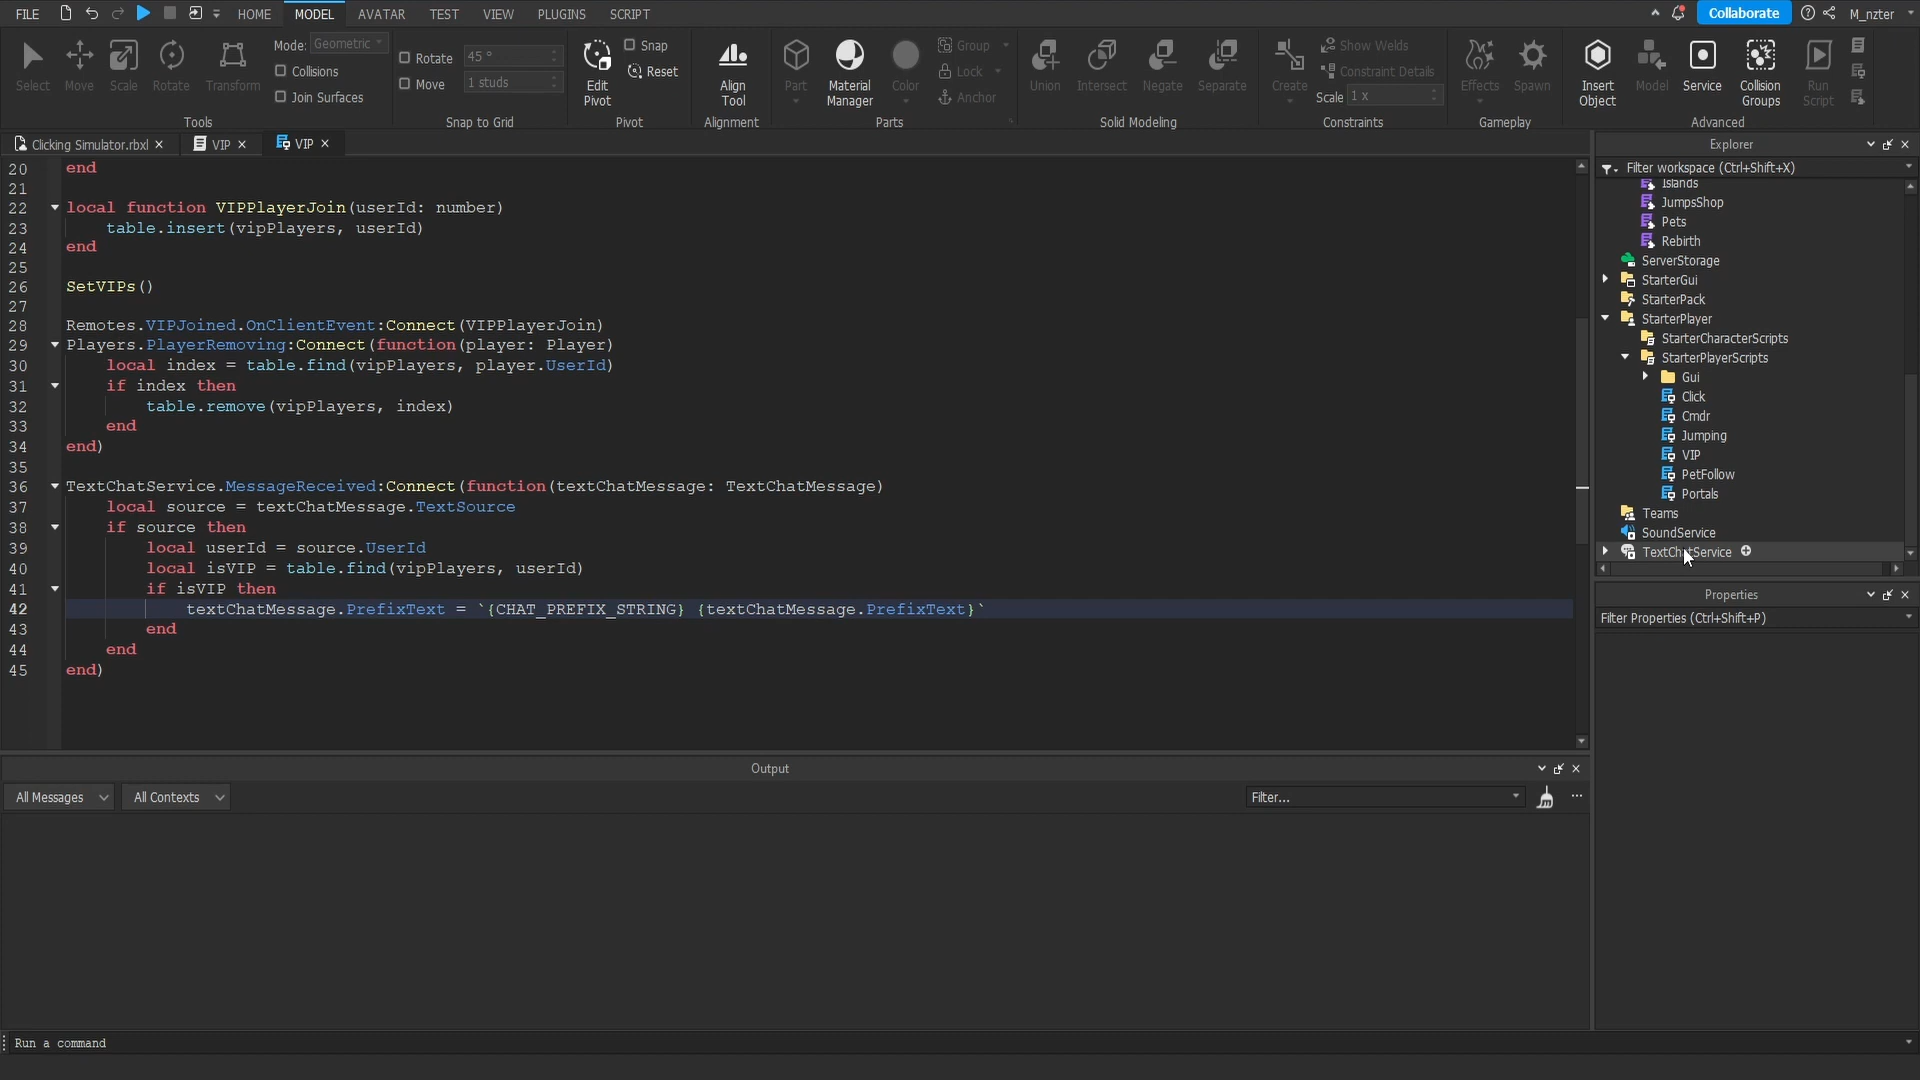 FILE HOME MODEL AVATAR TEST VIEW PLUGINS SCRIPT Collaborate M_nzter
Select Move Scale Rotate Transform
Mode: Geometric
Collisions
Join Surfaces
Tools
Rotate 45 °
Move 1 studs
Snap to Grid
Edit Pivot
Snap
Reset
Pivot
Align Tool
Alignment
Part Material Manager Color
Group
Lock
Anchor
Parts
Union Intersect Negate Separate
Solid Modeling
Create
Show Welds
Constraint Details
Scale 1 x
Constraints
Effects Spawn
Gameplay
Insert Object Model Service Collision Groups Run Script
Advanced
Clicking Simulator.rbxl × VIP × VIP ×
20 end
21
22 local function VIPPlayerJoin(userId: number)
23 table.insert(vipPlayers, userId)
24 end
25
26 SetVIPs()
27
28 Remotes.VIPJoined.OnClientEvent:Connect(VIPPlayerJoin)
29 Players.PlayerRemoving:Connect(function(player: Player)
30 local index = table.find(vipPlayers, player.UserId)
31 if index then
32 table.remove(vipPlayers, index)
33 end
34 end)
35
36 TextChatService.MessageReceived:Connect(function(textChatMessage: TextChatMessage)
37 local source = textChatMessage.TextSource
38 if source then
39 local userId = source.UserId
40 local isVIP = table.find(vipPlayers, userId)
41 if isVIP then
42 textChatMessage.PrefixText = `{CHAT_PREFIX_STRING} {textChatMessage.PrefixText}`
43 end
44 end
45 end)
Output
All Messages All Contexts Filter...
Run a command
Explorer
Filter workspace (Ctrl+Shift+X)
Islands
JumpsShop
Pets
Rebirth
ServerStorage
StarterGui
StarterPack
StarterPlayer
StarterCharacterScripts
StarterPlayerScripts
Gui
Click
Cmdr
Jumping
VIP
PetFollow
Portals
Teams
SoundService
TextChatService
Properties
Filter Properties (Ctrl+Shift+P)